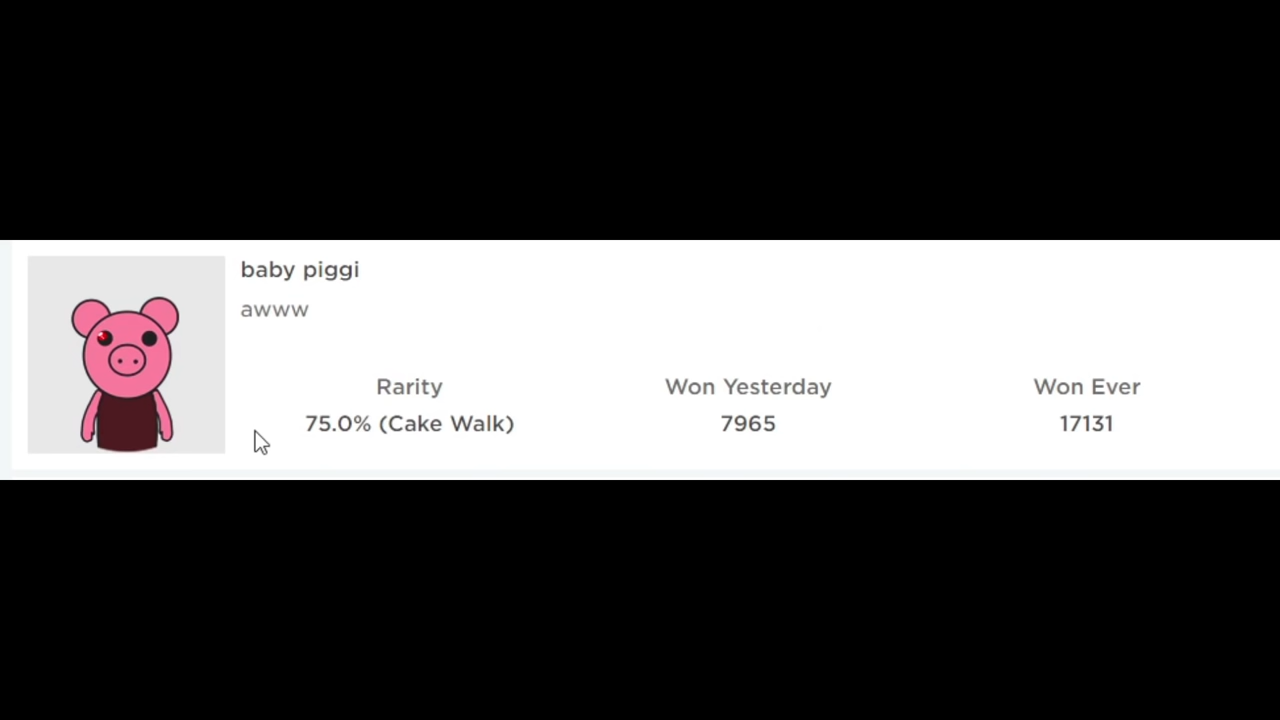 baby piggi
awww
Rarity Won Yesterday Won Ever
75.0% (Cake Walk) 7965 17131